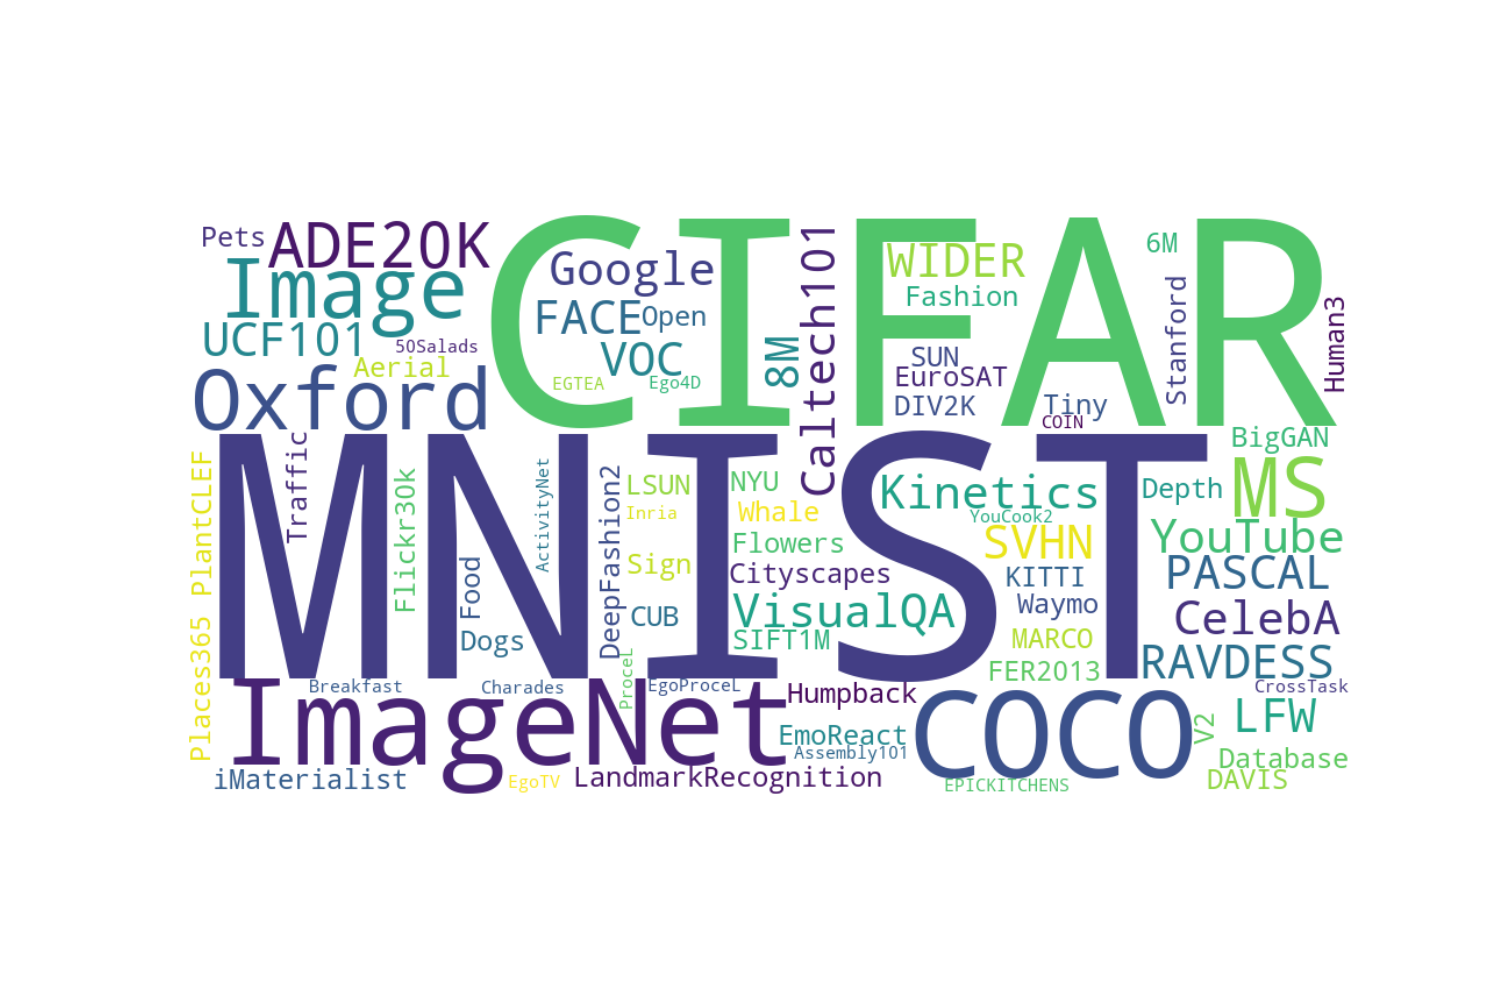 Pets
ADE20K
CIFAR
Google
Caltech101
WIDER
6M
Image
FACE
Open
Fashion
Stanford
Human3
UCF101
50Salads
VOC
8M
SUN
Aerial
EGTEA
Ego4D
EuroSAT
Oxford
DIV2K
Tiny
COIN
MNIST
BigGAN
Places365
PlantCLEF
Traffic
Flickr30k
ActivityNet
DeepFashion2
LSUN
NYU
Kinetics
Depth
MS
Inria
Whale
YouCook2
Food
Sign
Flowers
SVHN
YouTube
Cityscapes
KITTI
PASCAL
Dogs
CUB
VisualQA
Waymo
CelebA
SIFT1M
MARCO
ProceL
FER2013
RAVDESS
ImageNet
Breakfast
Charades
EgoProceL
Humpback
COCO
CrossTask
V2
LFW
EmoReact
Assembly101
Database
iMaterialist
EgoTV
LandmarkRecognition
EPICKITCHENS
DAVIS